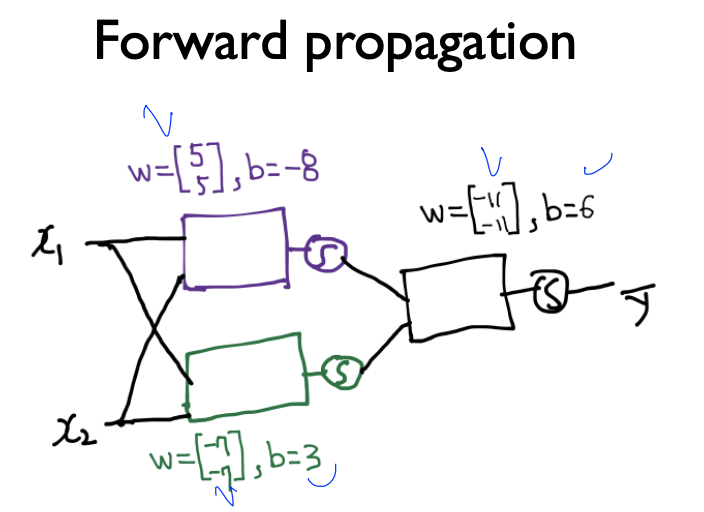 Forward propagation
w=[5 5], b=-8
w=[-11 -11], b=6
x1
S
S
ȳ
S
x2
w=[-7 -7], b=3